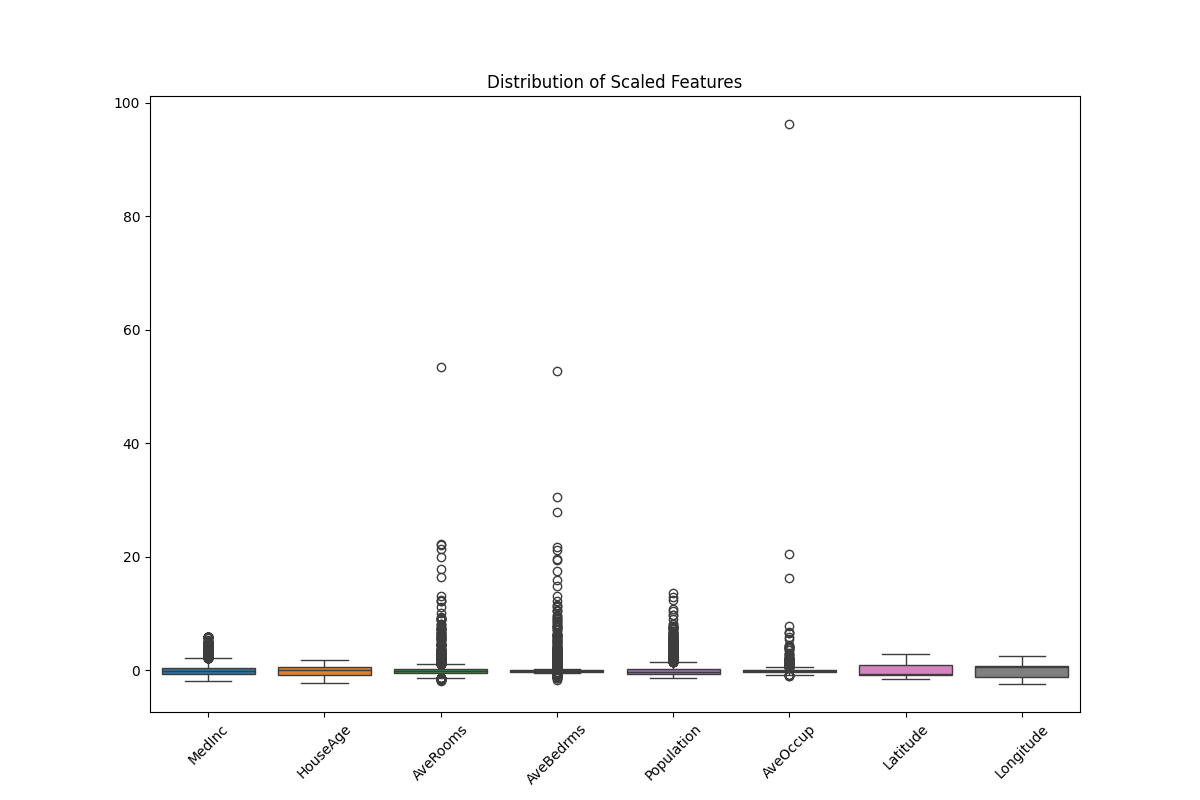 Distribution of Scaled Features
100
80
60
40
20
0
MedInc
HouseAge
AveRooms
AveBedrms
Population
AveOccup
Latitude
Longitude